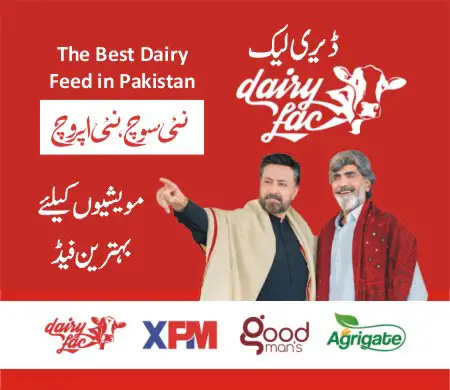 The Best Dairy
Feed in Pakistan
ڈیری لیک
dairy
Lac
نئی سوچ، نئی اپروچ
مویشیوں کیلئے
بہترین فیڈ
dairy
Lac
XPM
good
man's
Agrigate